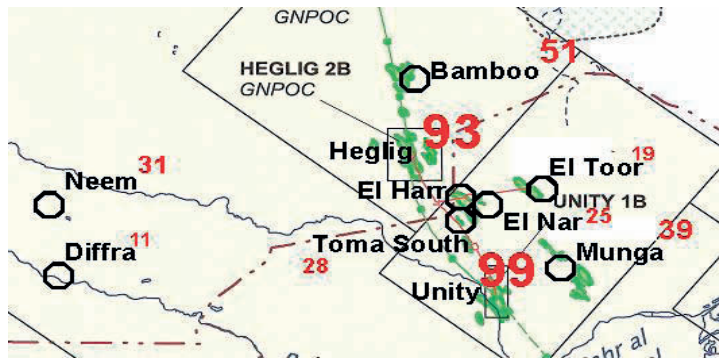 GNPOC
51
Bamboo
HEGLIG 2B
GNPOC
93
Heglig
31
19
El Toor
Neem
El Harr
UNITY 1B
El Nar
25
11
Diffra
Toma South
39
28
Munga
99
Unity